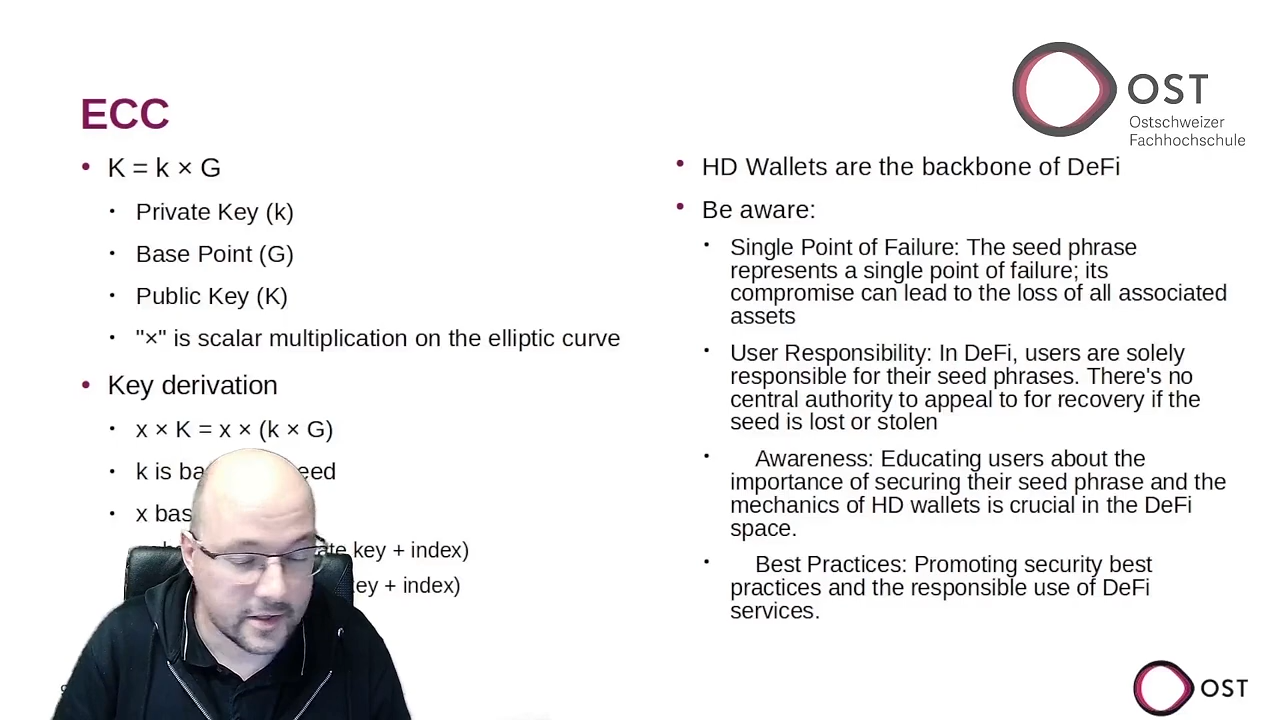 OST
Ostschweizer
Fachhochschule
ECC
• K = k × G
• Private Key (k)
• Base Point (G)
• Public Key (K)
• "×" is scalar multiplication on the elliptic curve
• Key derivation
• x × K = x × (k × G)
• k is
• x
key + index)
+ index)
• HD Wallets are the backbone of DeFi
• Be aware:
• Single Point of Failure: The seed phrase
represents a single point of failure; its
compromise can lead to the loss of all associated
assets
• User Responsibility: In DeFi, users are solely
responsible for their seed phrases. There's no
central authority to appeal to for recovery if the
seed is lost or stolen
• Awareness: Educating users about the
importance of securing their seed phrase and the
mechanics of HD wallets is crucial in the DeFi
space.
• Best Practices: Promoting security best
practices and the responsible use of DeFi
services.
OST